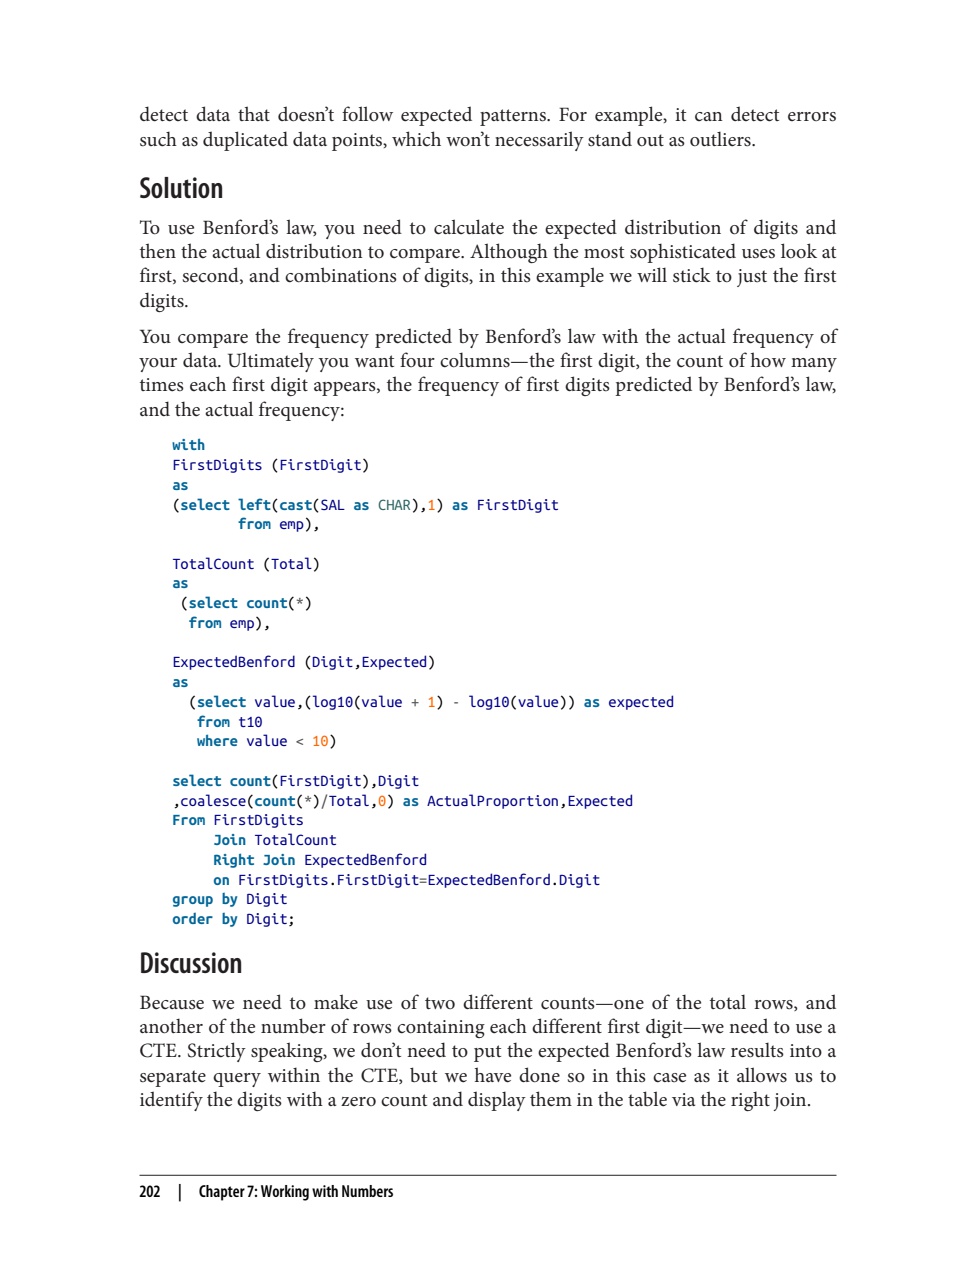 detect data that doesn’t follow expected patterns. For example, it can detect errors
such as duplicated data points, which won’t necessarily stand out as outliers.
Solution
To use Benford’s law, you need to calculate the expected distribution of digits and
then the actual distribution to compare. Although the most sophisticated uses look at
first, second, and combinations of digits, in this example we will stick to just the first
digits.
You compare the frequency predicted by Benford’s law with the actual frequency of
your data. Ultimately you want four columns—the first digit, the count of how many
times each first digit appears, the frequency of first digits predicted by Benford’s law,
and the actual frequency:
with
FirstDigits (FirstDigit)
as
(select left(cast(SAL as CHAR),1) as FirstDigit
        from emp),
TotalCount (Total)
as
 (select count(*)
  from emp),
ExpectedBenford (Digit,Expected)
as
  (select value,(log10(value + 1) - log10(value)) as expected
   from t10
   where value < 10)
select count(FirstDigit),Digit
,coalesce(count(*)/Total,0) as ActualProportion,Expected
From FirstDigits
     Join TotalCount
     Right Join ExpectedBenford
     on FirstDigits.FirstDigit=ExpectedBenford.Digit
group by Digit
order by Digit;
Discussion
Because we need to make use of two different counts—one of the total rows, and
another of the number of rows containing each different first digit—we need to use a
CTE. Strictly speaking, we don’t need to put the expected Benford’s law results into a
separate query within the CTE, but we have done so in this case as it allows us to
identify the digits with a zero count and display them in the table via the right join.
202 | Chapter 7: Working with Numbers